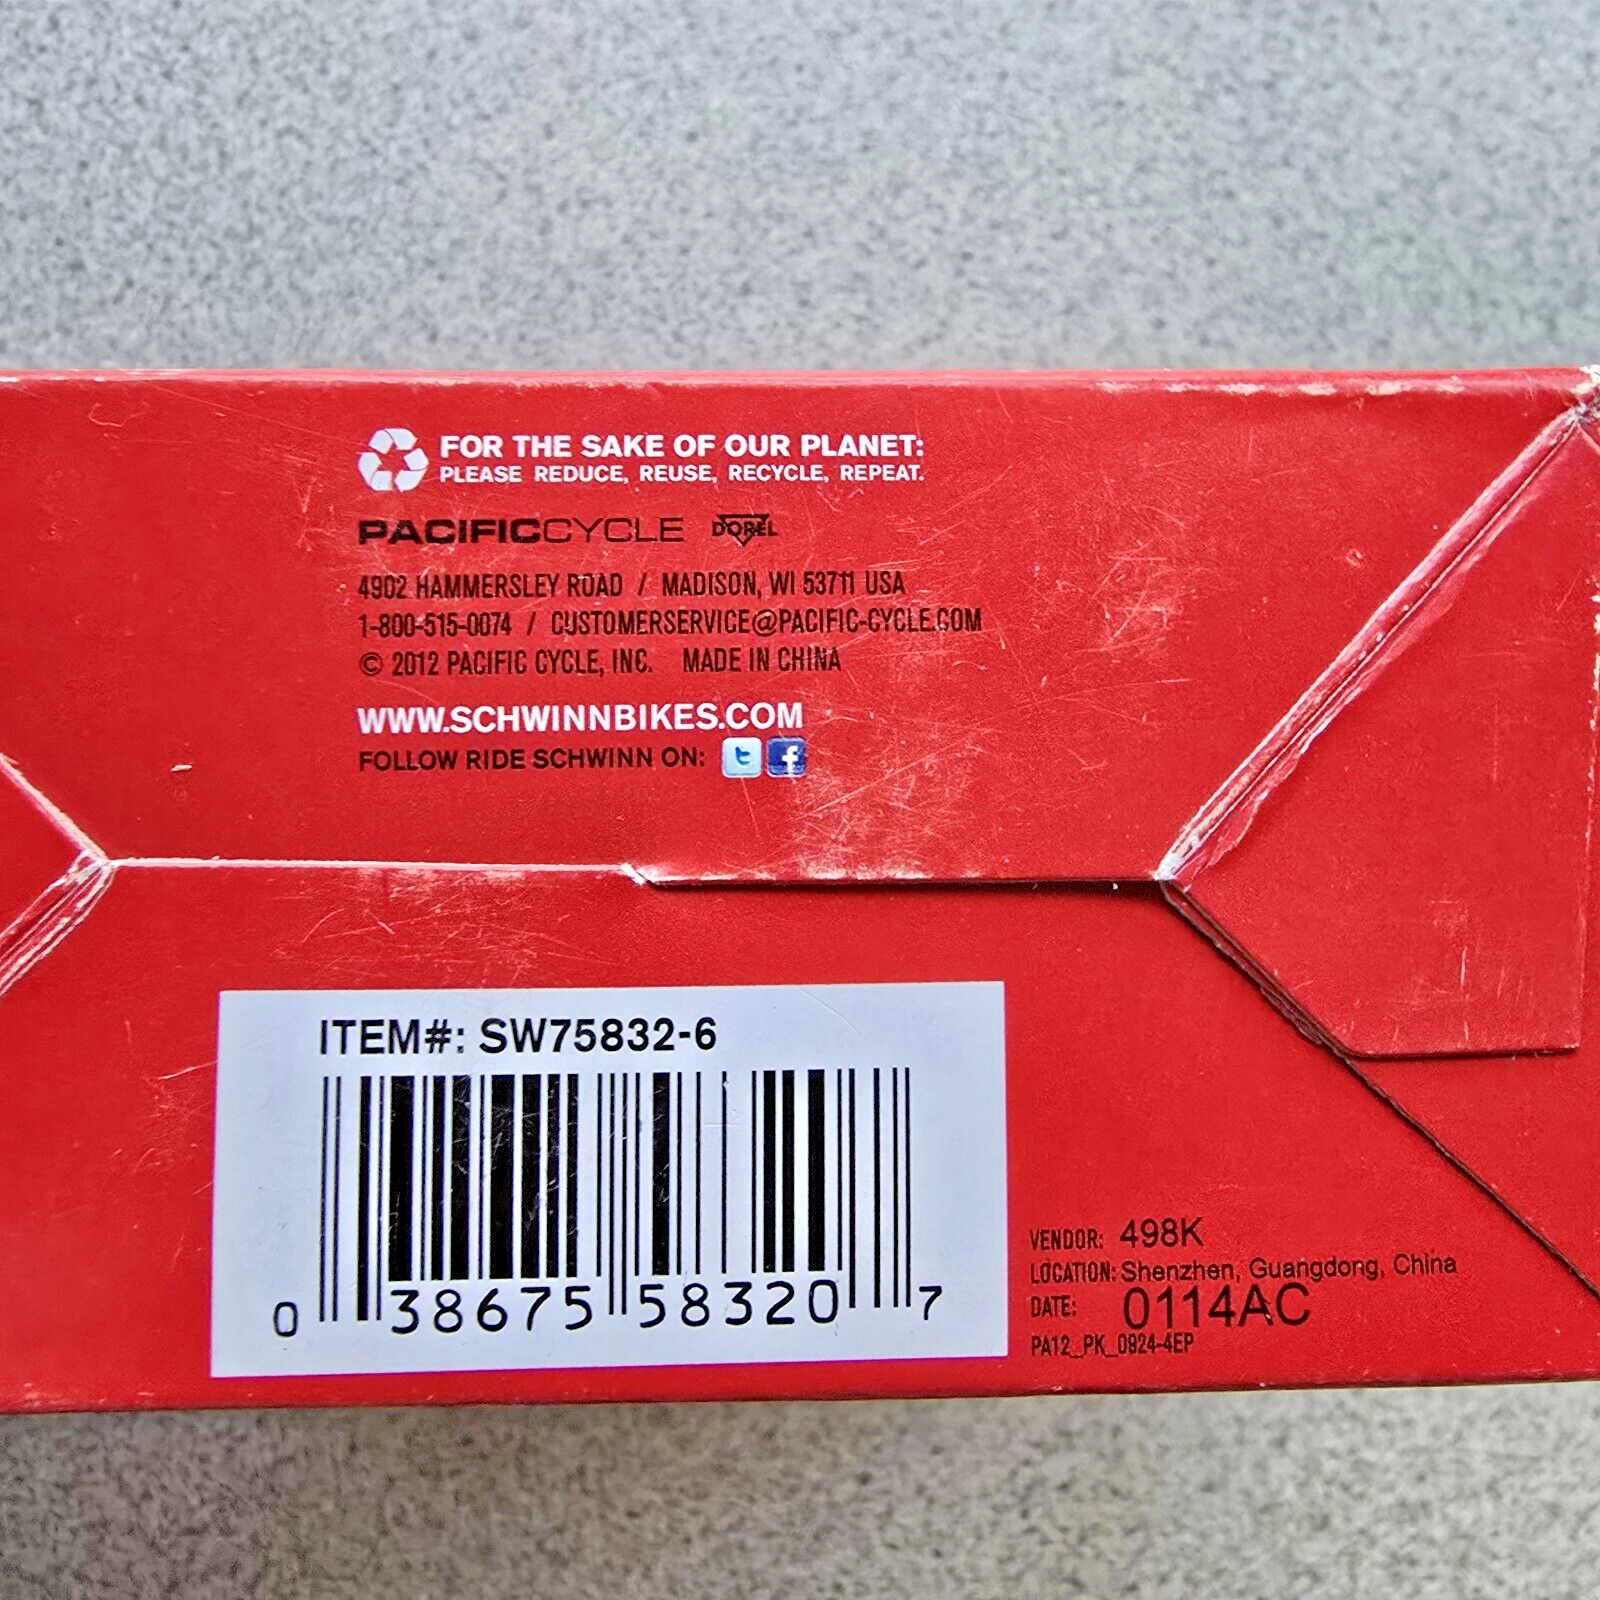 FOR THE SAKE OF OUR PLANET:
PLEASE REDUCE, REUSE, RECYCLE, REPEAT.
PACIFICCYCLE DOREL
4902 HAMMERSLEY ROAD / MADISON, WI 53711 USA
1-800-515-0074 / CUSTOMERSERVICE@PACIFIC-CYCLE.COM
© 2012 PACIFIC CYCLE, INC. MADE IN CHINA
WWW.SCHWINNBIKES.COM
FOLLOW RIDE SCHWINN ON: t f
ITEM#: SW75832-6
0 38675 58320 7
VENDOR: 498K
LOCATION: Shenzhen, Guangdong, China
DATE: 0114AC
PA12_PK_0924-4EP